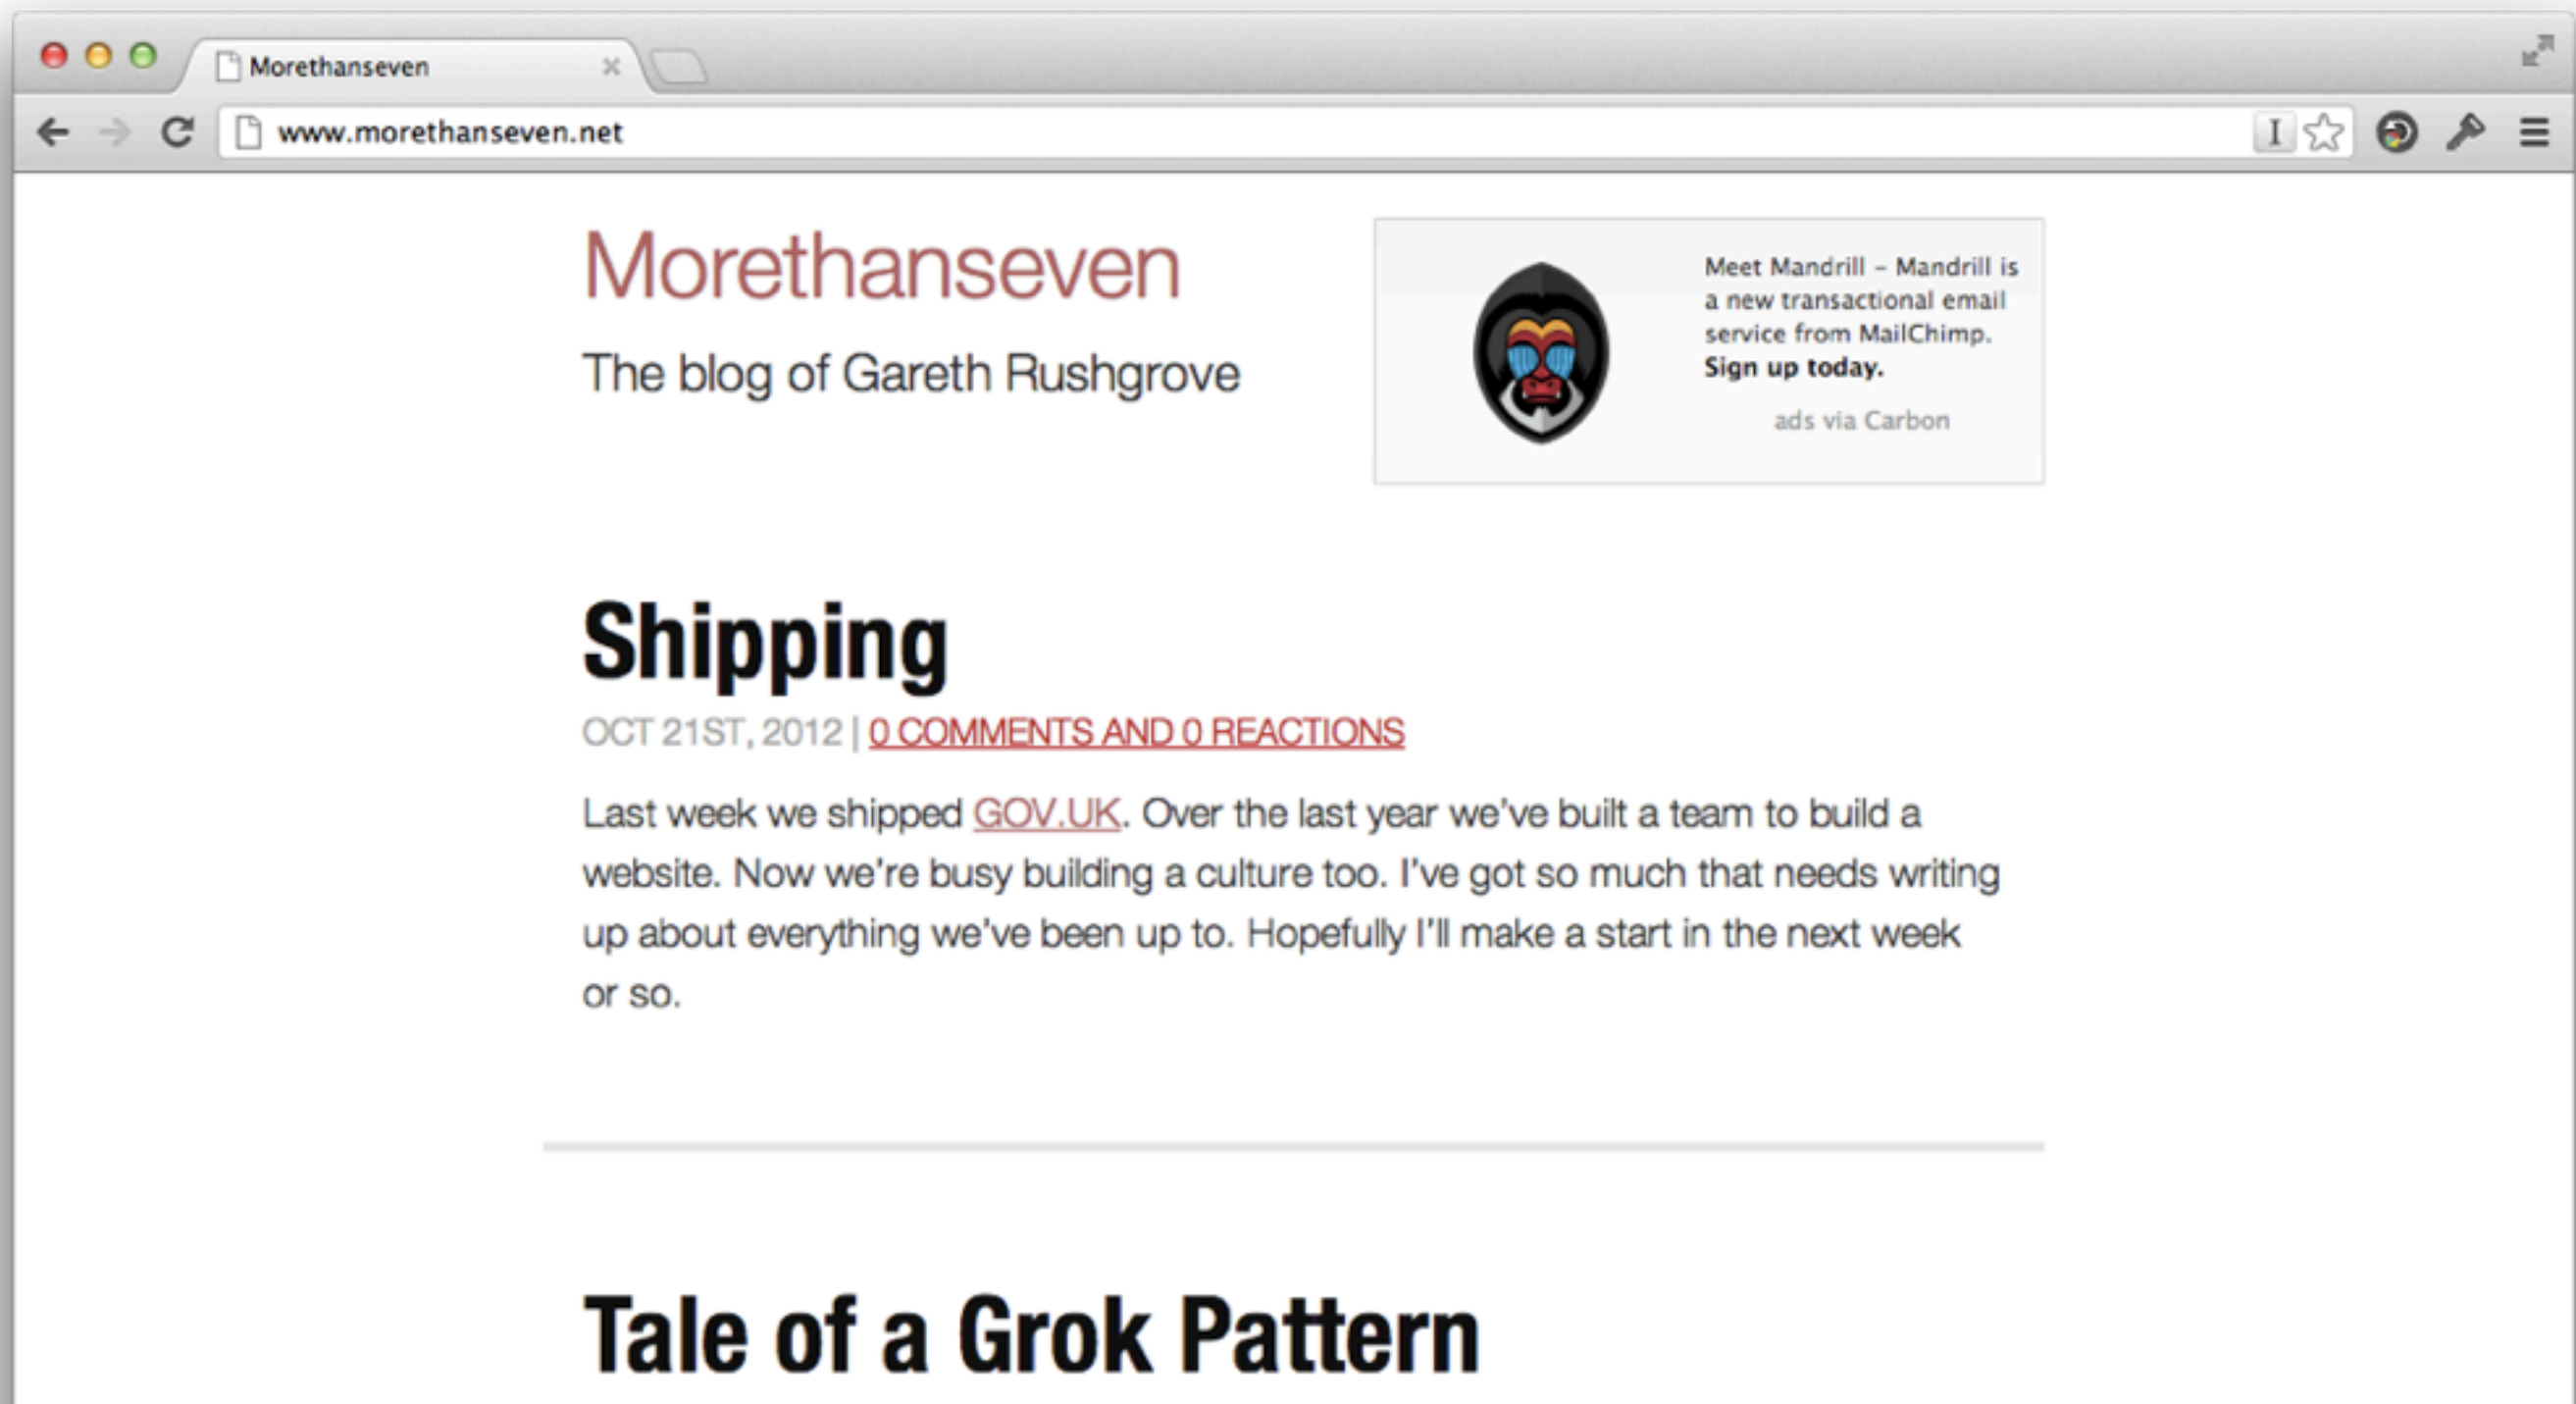 Morethanseven
www.morethanseven.net
Morethanseven
The blog of Gareth Rushgrove
Meet Mandrill – Mandrill is
a new transactional email
service from MailChimp.
Sign up today.
ads via Carbon
Shipping
OCT 21ST, 2012 | 0 COMMENTS AND 0 REACTIONS
Last week we shipped GOV.UK. Over the last year we've built a team to build a
website. Now we're busy building a culture too. I've got so much that needs writing
up about everything we've been up to. Hopefully I'll make a start in the next week
or so.
Tale of a Grok Pattern